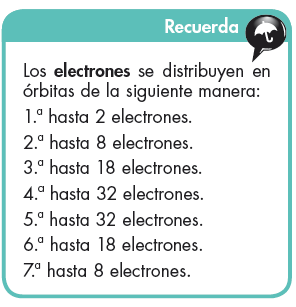 Recuerda
Los electrones se distribuyen en
órbitas de la siguiente manera:
1.ª hasta 2 electrones.
2.ª hasta 8 electrones.
3.ª hasta 18 electrones.
4.ª hasta 32 electrones.
5.ª hasta 32 electrones.
6.ª hasta 18 electrones.
7.ª hasta 8 electrones.